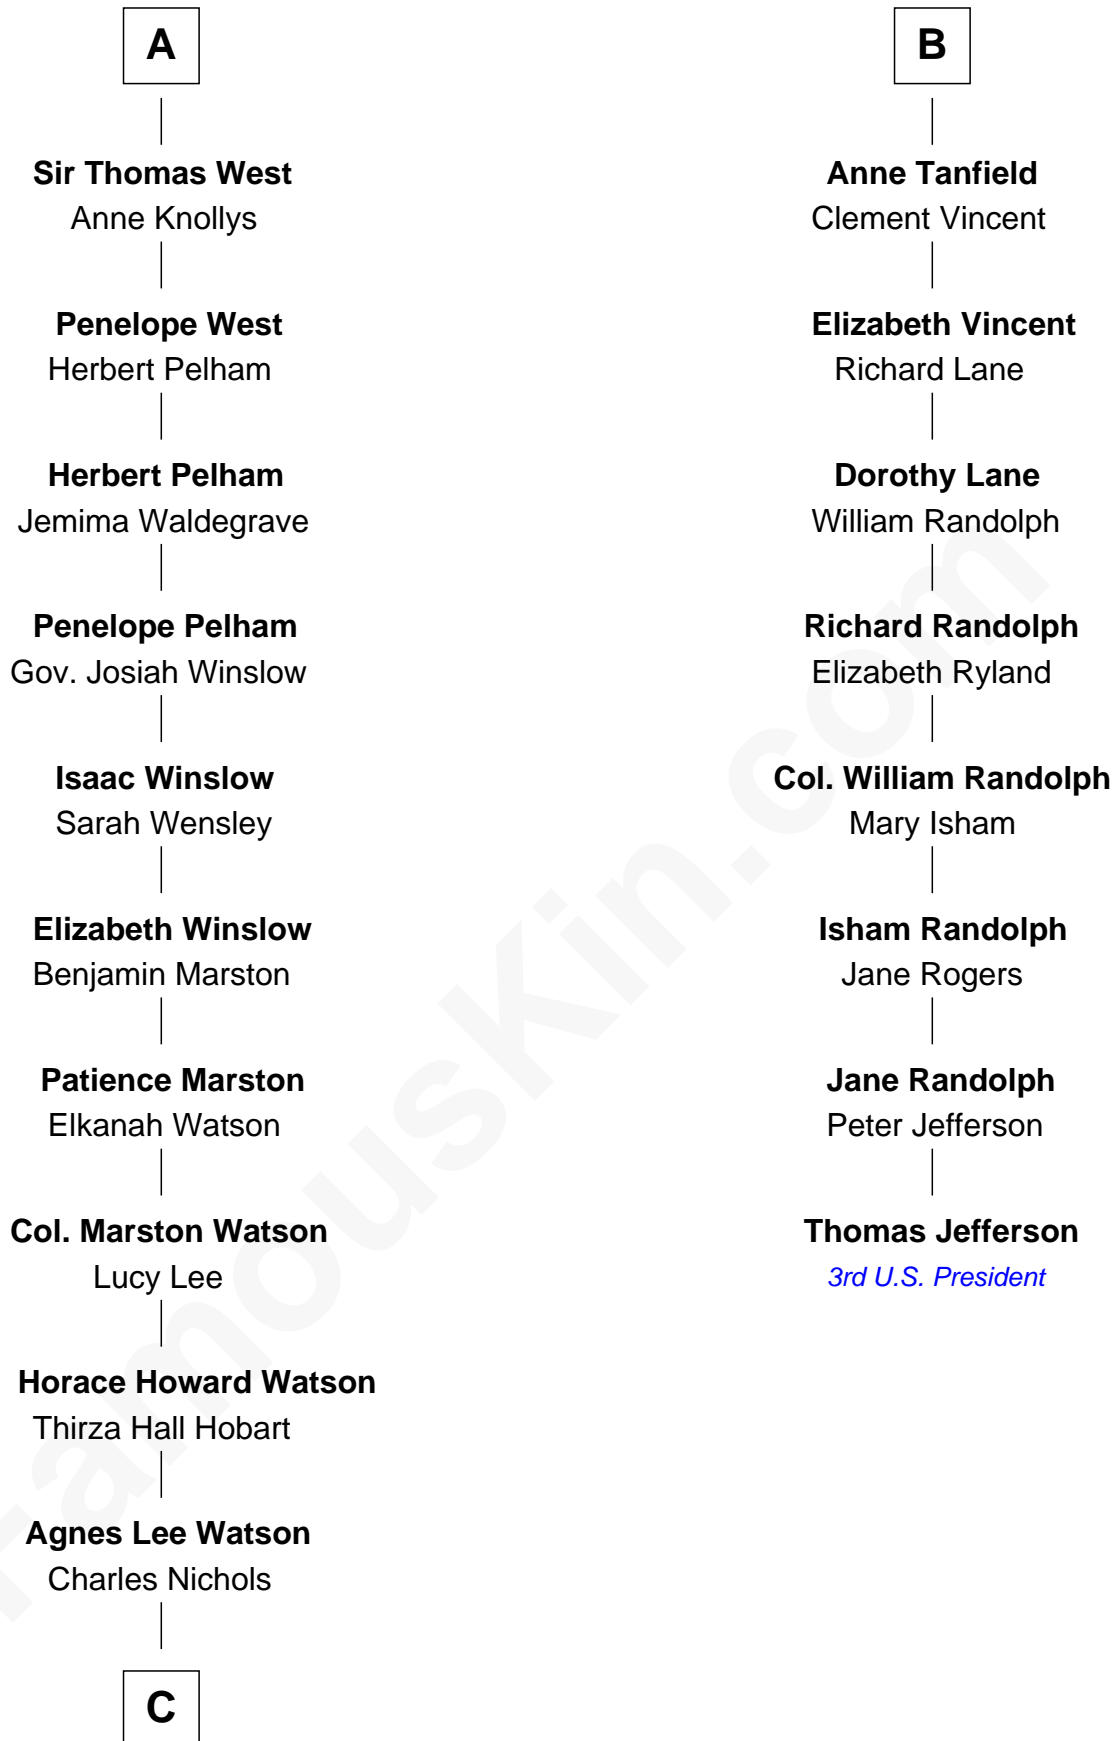 A
Sir Thomas West
Anne Knollys
Penelope West
Herbert Pelham
Herbert Pelham
Jemima Waldegrave
Penelope Pelham
Gov. Josiah Winslow
Isaac Winslow
Sarah Wensley
Elizabeth Winslow
Benjamin Marston
Patience Marston
Elkanah Watson
Col. Marston Watson
Lucy Lee
Horace Howard Watson
Thirza Hall Hobart
Agnes Lee Watson
Charles Nichols
C
B
Anne Tanfield
Clement Vincent
Elizabeth Vincent
Richard Lane
Dorothy Lane
William Randolph
Richard Randolph
Elizabeth Ryland
Col. William Randolph
Mary Isham
Isham Randolph
Jane Rogers
Jane Randolph
Peter Jefferson
Thomas Jefferson
3rd U.S. President
FamousKin.com